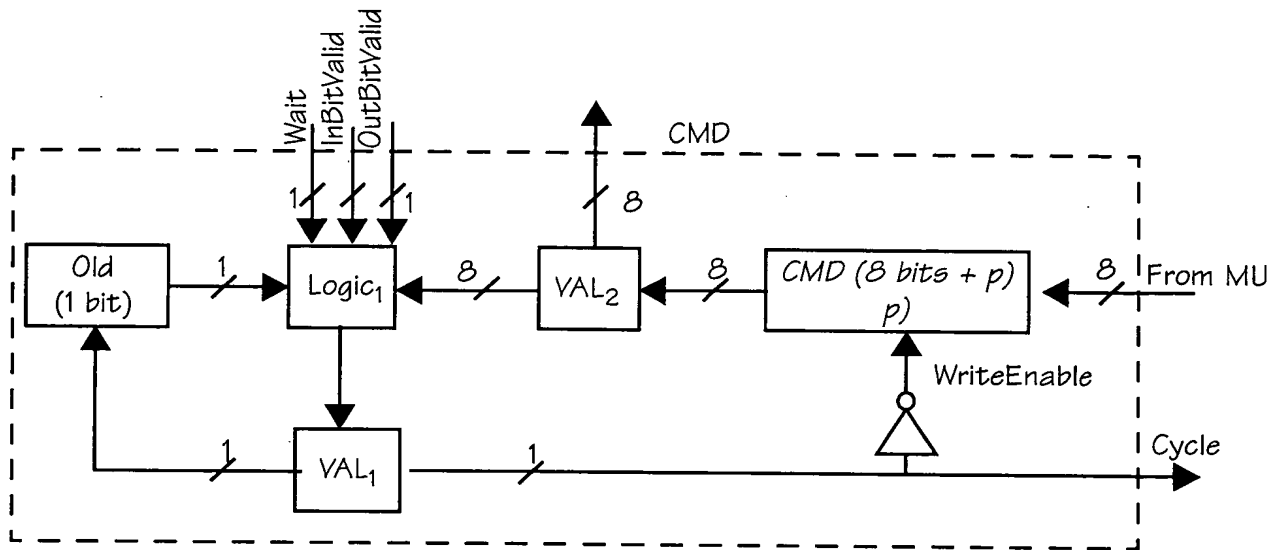 Wait
InBitValid
OutBitValid
CMD
1
1
8
Old
(1 bit)
1
Logic1
8
VAL2
8
CMD (8 bits + p)
p)
8
From MU
WriteEnable
1
VAL1
1
Cycle